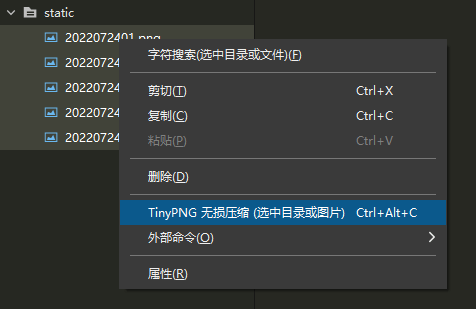 static
2022072401.png
字符搜索(选中目录或文件)(F)
20220724
剪切(T) Ctrl+X
20220724
复制(C) Ctrl+C
20220724
粘贴(P) Ctrl+V
20220724
删除(D)
TinyPNG 无损压缩 (选中目录或图片) Ctrl+Alt+C
外部命令(O)
属性(R)